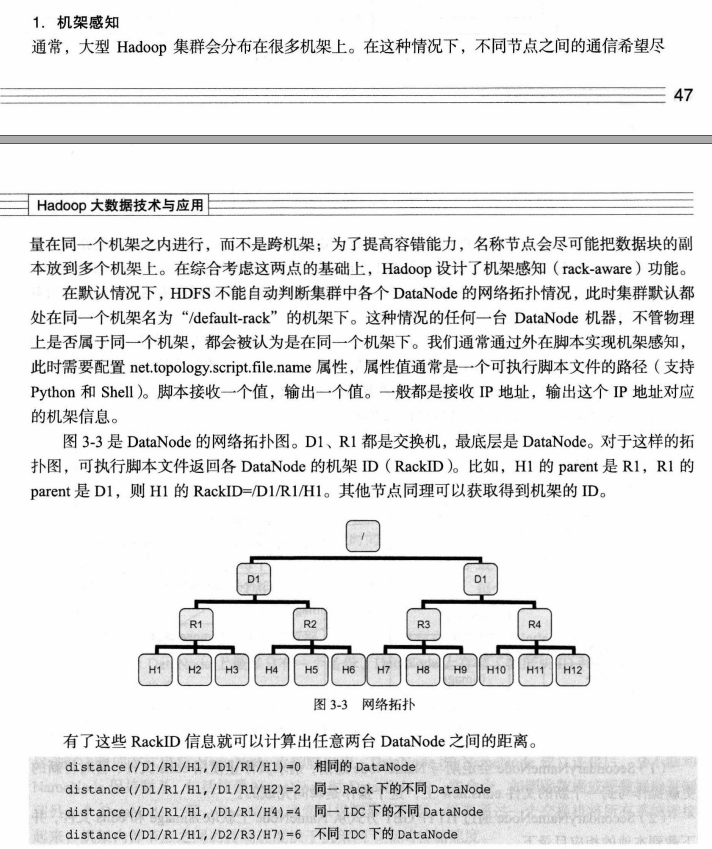 1. 机架感知
通常，大型 Hadoop 集群会分布在很多机架上。在这种情况下，不同节点之间的通信希望尽
47
Hadoop 大数据技术与应用
量在同一个机架之内进行，而不是跨机架；为了提高容错能力，名称节点会尽可能把数据块的副
本放到多个机架上。在综合考虑这两点的基础上，Hadoop 设计了机架感知（rack-aware）功能。
在默认情况下，HDFS 不能自动判断集群中各个 DataNode 的网络拓扑情况，此时集群默认都
处在同一个机架名为“/default-rack”的机架下。这种情况的任何一台 DataNode 机器，不管物理
上是否属于同一个机架，都会被认为是在同一个机架下。我们通常通过外在脚本实现机架感知，
此时需要配置 net.topology.script.file.name 属性，属性值通常是一个可执行脚本文件的路径（支持
Python 和 Shell）。脚本接收一个值，输出一个值。一般都是接收 IP 地址，输出这个 IP 地址对应
的机架信息。
图 3-3 是 DataNode 的网络拓扑图。D1、R1 都是交换机，最底层是 DataNode。对于这样的拓
扑图，可执行脚本文件返回各 DataNode 的机架 ID（RackID）。比如，H1 的 parent 是 R1，R1 的
parent 是 D1，则 H1 的 RackID=/D1/R1/H1。其他节点同理可以获取得到机架的 ID。
/
D1 D1
R1 R2 R3 R4
H1 H2 H3 H4 H5 H6 H7 H8 H9 H10 H11 H12
图 3-3 网络拓扑
有了这些 RackID 信息就可以计算出任意两台 DataNode 之间的距离。
distance(/D1/R1/H1,/D1/R1/H1)=0 相同的 DataNode
distance(/D1/R1/H1,/D1/R1/H2)=2 同一 Rack 下的不同 DataNode
distance(/D1/R1/H1,/D1/R1/H4)=4 同一 IDC 下的不同 DataNode
distance(/D1/R1/H1,/D2/R3/H7)=6 不同 IDC 下的 DataNode